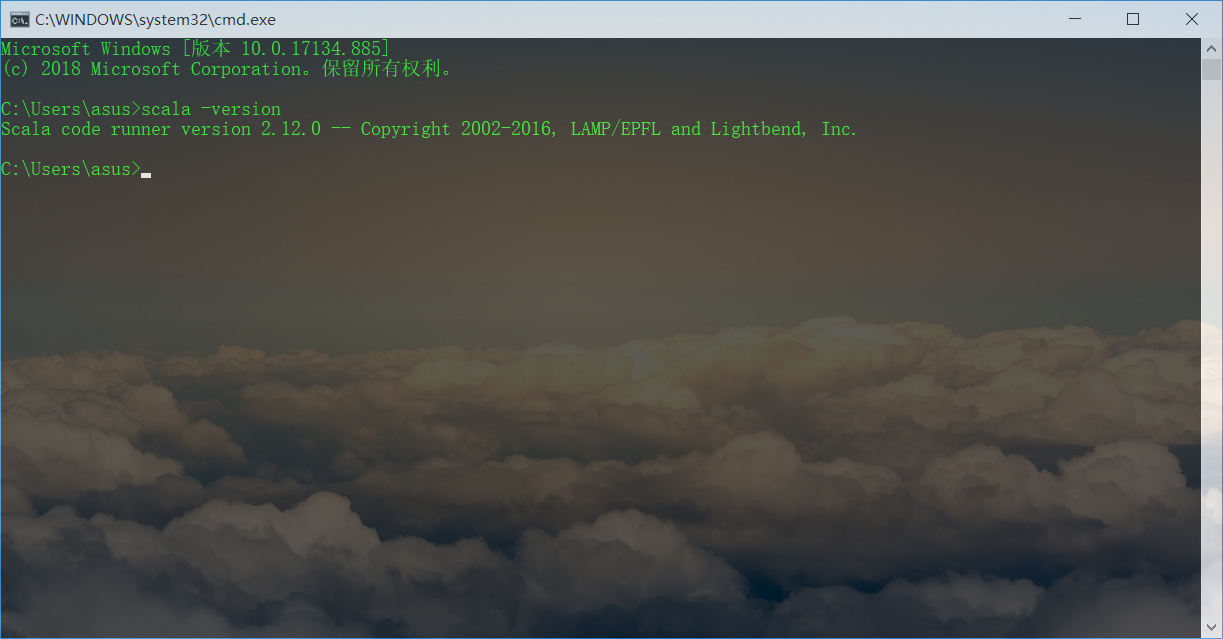 C:\WINDOWS\system32\cmd.exe
Microsoft Windows [版本 10.0.17134.885]
(c) 2018 Microsoft Corporation。保留所有权利。
C:\Users\asus>scala -version
Scala code runner version 2.12.0 -- Copyright 2002-2016, LAMP/EPFL and Lightbend, Inc.
C:\Users\asus>